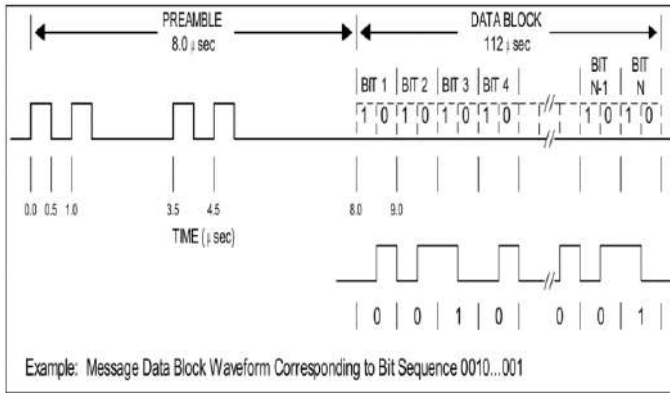 PREAMBLE
8.0 μ sec
DATA BLOCK
112 μ sec
BIT 1 BIT 2 BIT 3 BIT 4 BIT N-1 BIT N
1 0 1 0 1 0 1 0 1 0 1 0
0.0 0.5 1.0 3.5 4.5 8.0 9.0
TIME (μ sec)
0 0 1 0 0 0 1
Example: Message Data Block Waveform Corresponding to Bit Sequence 0010...001